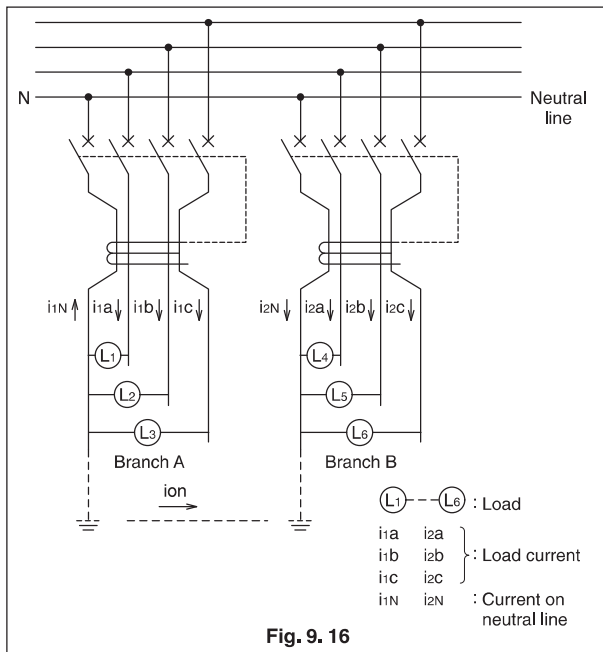 N
Neutral
line
i1N i1a i1b i1c
i2N i2a i2b i2c
L1
L2
L3
L4
L5
L6
Branch A
Branch B
ion
L1 L6 : Load
i1a i2a
i1b i2b : Load current
i1c i2c
i1N i2N : Current on
neutral line
Fig. 9. 16